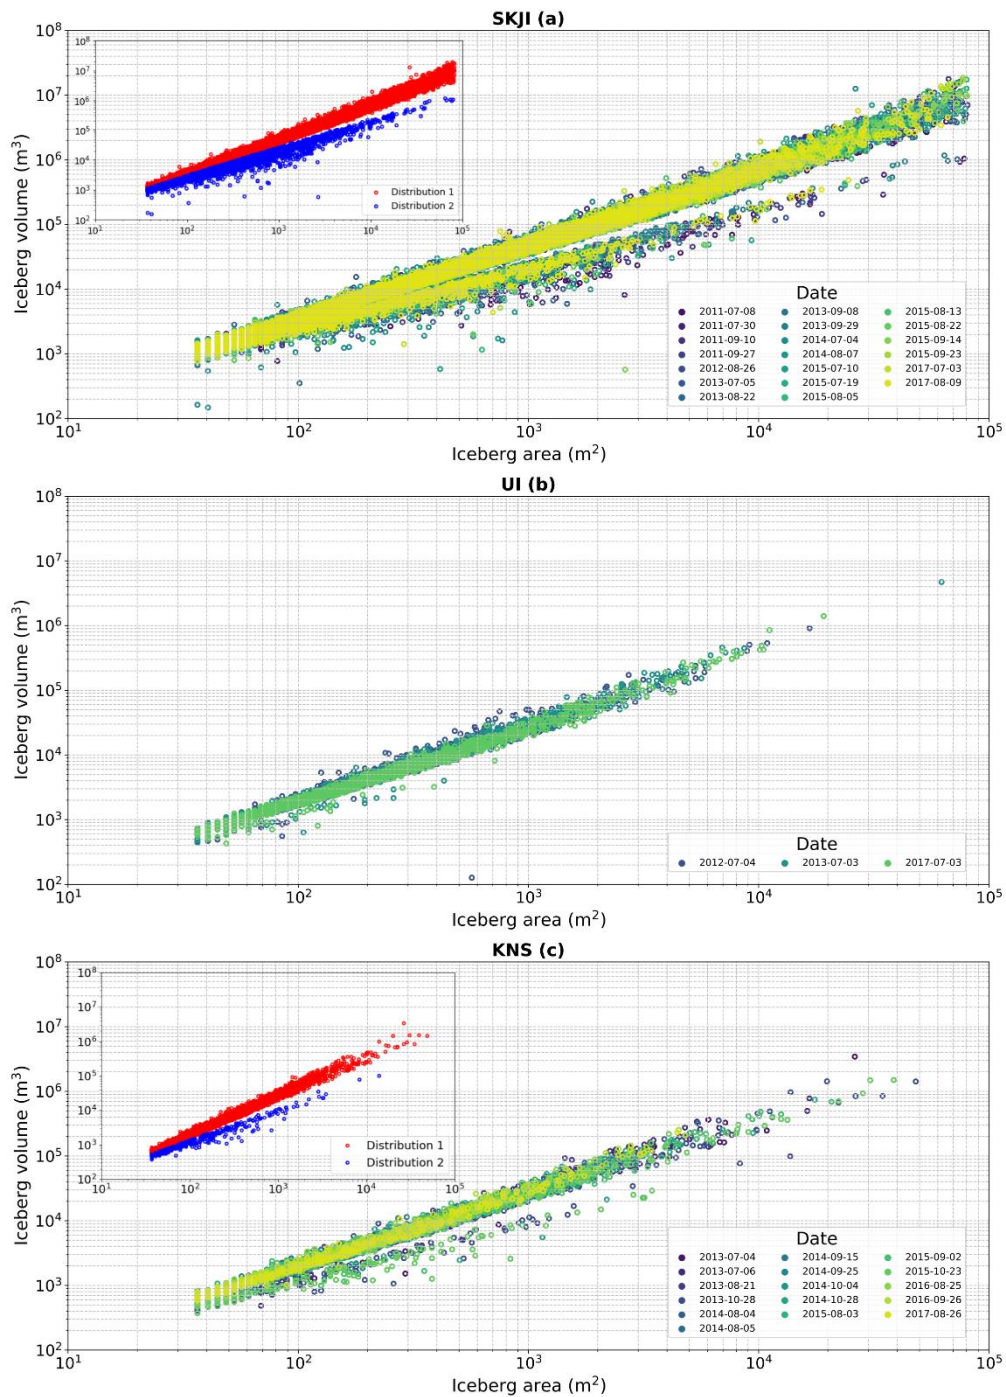 SKJI (a)
10^8
10^7
10^6
10^5
10^4
10^3
10^2
Iceberg volume (m^3)
10^8
10^7
10^6
10^5
10^4
10^3
10^2
10^1 10^2 10^3 10^4 10^5
Distribution 1
Distribution 2
Date
2011-07-08 2013-09-08 2015-08-13
2011-07-30 2013-09-29 2015-08-22
2011-09-10 2014-07-04 2015-09-14
2011-09-27 2014-08-07 2015-09-23
2012-08-26 2015-07-10 2017-07-03
2013-07-05 2015-07-19 2017-08-09
2013-08-22 2015-08-05
10^1 10^2 10^3 10^4 10^5
Iceberg area (m^2)
UI (b)
10^8
10^7
10^6
10^5
10^4
10^3
10^2
Iceberg volume (m^3)
Date
2012-07-04 2013-07-03 2017-07-03
10^1 10^2 10^3 10^4 10^5
Iceberg area (m^2)
KNS (c)
10^8
10^7
10^6
10^5
10^4
10^3
10^2
Iceberg volume (m^3)
10^8
10^7
10^6
10^5
10^4
10^3
10^2
10^1 10^2 10^3 10^4 10^5
Distribution 1
Distribution 2
Date
2013-07-04 2014-09-15 2015-09-02
2013-07-06 2014-09-25 2015-10-23
2013-08-21 2014-10-04 2016-08-25
2013-10-28 2014-10-28 2016-09-26
2014-08-04 2015-08-03 2017-08-26
2014-08-05
10^1 10^2 10^3 10^4 10^5
Iceberg area (m^2)